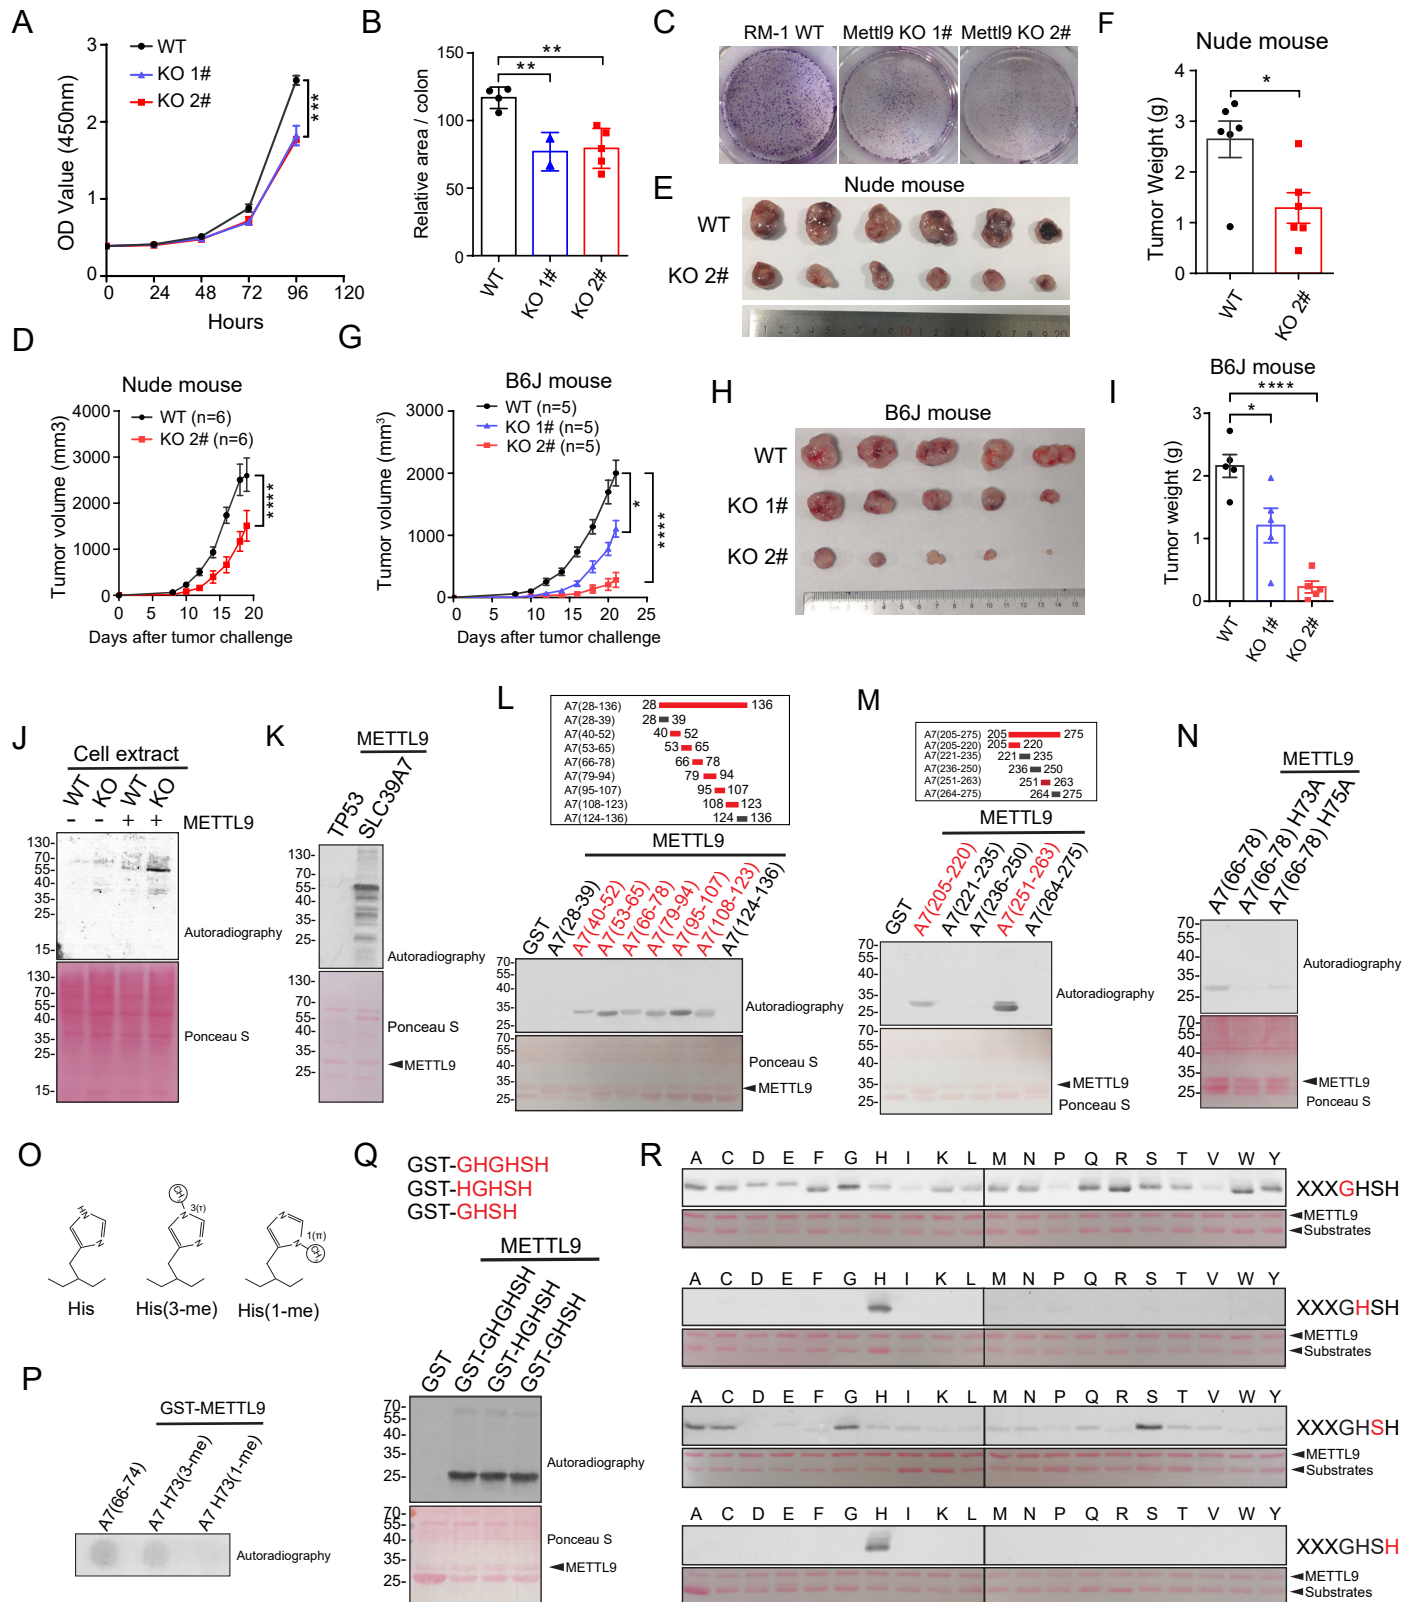 A
3
2
1
0
OD Value (450nm)
WT
KO 1#
KO 2#
***
0 24 48 72 96 120
Hours
B
150
100
50
0
Relative area / colon
**
**
WT
KO 1#
KO 2#
C
RM-1 WT Mettl9 KO 1# Mettl9 KO 2#
E
Nude mouse
WT
KO 2#
F
Nude mouse
4
3
2
1
0
Tumor Weight (g)
*
WT
KO 2#
D
Nude mouse
4000
3000
2000
1000
0
Tumor volume (mm3)
WT (n=6)
KO 2# (n=6)
****
0 5 10 15 20
Days after tumor challenge
G
B6J mouse
3000
2000
1000
0
Tumor volume (mm³)
WT (n=5)
KO 1# (n=5)
KO 2# (n=5)
*
****
0 5 10 15 20 25
Days after tumor challenge
H
B6J mouse
WT
KO 1#
KO 2#
I
B6J mouse
3
2
1
0
Tumor weight (g)
****
*
WT
KO 1#
KO 2#
J
Cell extract
WT KO WT KO
- - + + METTL9
130-
70-
55-
40-
35-
25-
15-
Autoradiography
130-
70-
55-
40-
35-
25-
15-
Ponceau S
K
METTL9
TP53
SLC39A7
130-
70-
55-
40-
35-
25-
Autoradiography
130-
70-
55-
40-
35-
25-
Ponceau S
METTL9
L
A7(28-136) 28 136
A7(28-39) 28 39
A7(40-52) 40 52
A7(53-65) 53 65
A7(66-78) 66 78
A7(79-94) 79 94
A7(95-107) 95 107
A7(108-123) 108 123
A7(124-136) 124 136
METTL9
GST
A7(28-39)
A7(40-52)
A7(53-65)
A7(66-78)
A7(79-94)
A7(95-107)
A7(108-123)
A7(124-136)
70-
55-
40-
35-
25-
Autoradiography
70-
55-
40-
35-
25-
Ponceau S
METTL9
M
A7(205-275) 205 275
A7(205-220) 205 220
A7(221-235) 221 235
A7(236-250) 236 250
A7(251-263) 251 263
A7(264-275) 264 275
METTL9
GST
A7(205-220)
A7(221-235)
A7(236-250)
A7(251-263)
A7(264-275)
70-
55-
40-
35-
25-
Autoradiography
70-
55-
40-
35-
25-
METTL9
Ponceau S
N
METTL9
A7(66-78)
A7(66-78) H73A
A7(66-78) H75A
70-
55-
40-
35-
25-
Autoradiography
70-
55-
40-
35-
25-
METTL9
Ponceau S
O
HN
N
His
CH₃
3(τ)
N
N
His(3-me)
N
1(π)
N
CH₃
His(1-me)
P
GST-METTL9
A7(66-74)
A7 H73(3-me)
A7 H73(1-me)
Autoradiography
Q
GST-GHGHSH
GST-HGHSH
GST-GHSH
METTL9
GST
GST-GHGHSH
GST-HGHSH
GST-GHSH
70-
55-
40-
35-
25-
Autoradiography
70-
55-
40-
35-
25-
Ponceau S
METTL9
R
A C D E F G H I K L M N P Q R S T V W Y
XXXGHSH
METTL9
Substrates
A C D E F G H I K L M N P Q R S T V W Y
XXXGHSH
METTL9
Substrates
A C D E F G H I K L M N P Q R S T V W Y
XXXGHSH
METTL9
Substrates
A C D E F G H I K L M N P Q R S T V W Y
XXXGHSH
METTL9
Substrates